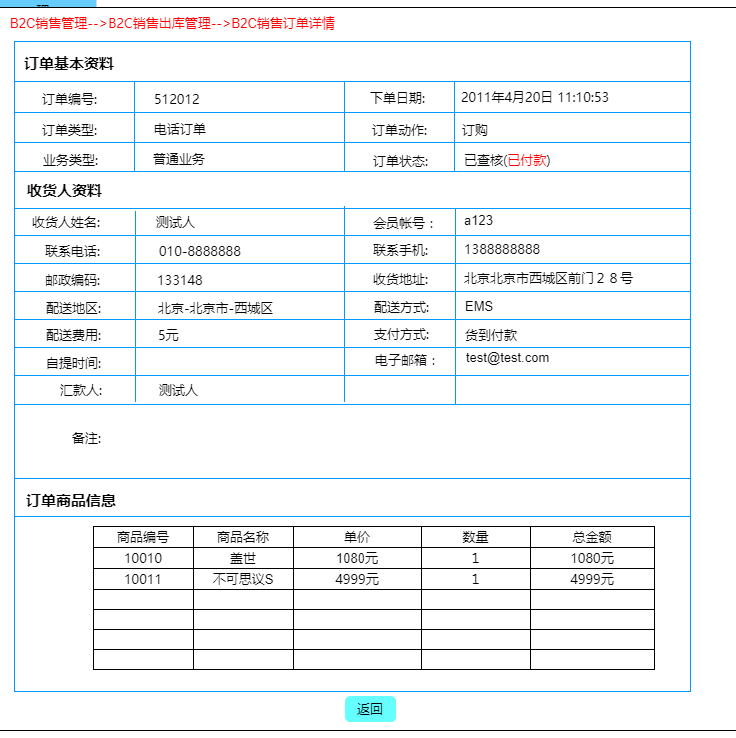 B2C销售管理-->B2C销售出库管理-->B2C销售订单详情
订单基本资料
订单编号: 512012 下单日期: 2011年4月20日 11:10:53
订单类型: 电话订单 订单动作: 订购
业务类型: 普通业务 订单状态: 已查核(已付款)
收货人资料
收货人姓名: 测试人 会员帐号： a123
联系电话: 010-8888888 联系手机: 1388888888
邮政编码: 133148 收货地址: 北京北京市西城区前门２８号
配送地区: 北京-北京市-西城区 配送方式: EMS
配送费用: 5元 支付方式: 货到付款
自提时间: 电子邮箱： test@test.com
汇款人: 测试人
备注:
订单商品信息
商品编号 商品名称 单价 数量 总金额
10010 盖世 1080元 1 1080元
10011 不可思议S 4999元 1 4999元
返回